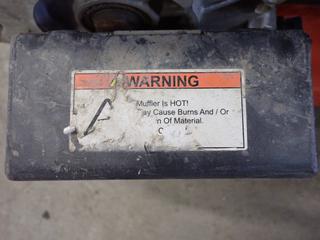 WARNING
Muffler Is HOT!
ay Cause Burns And / Or
n Of Material.